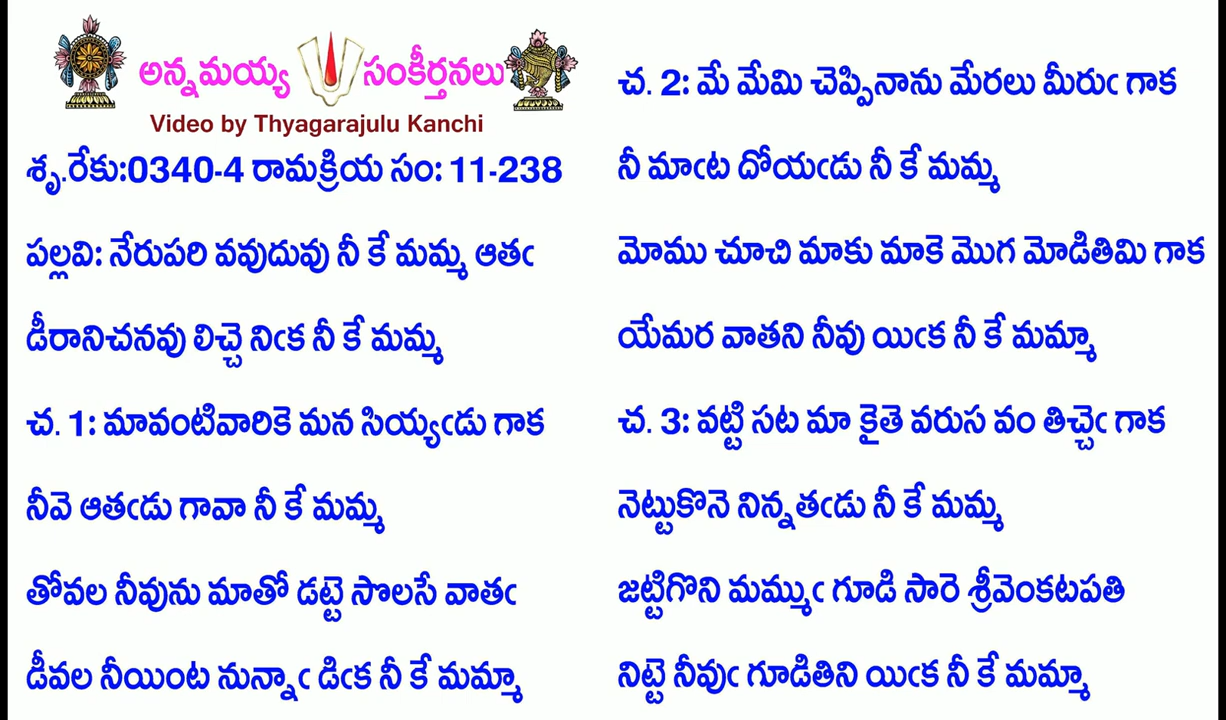 అన్నమయ్య సంకీర్తనలు
Video by Thyagarajulu Kanchi
శృ.రేకు:0340-4 రామక్రియ సం: 11-238
పల్లవి: నేరుపరి వవుదువు నీ కే మమ్మ ఆతఁ
డీరానిచనవు లిచ్చె నిఁక నీ కే మమ్మ
చ. 1: మావంటివారికె మన సియ్యఁడు గాక
నీవె ఆతఁడు గావా నీ కే మమ్మ
తోవల నీవును మాతో డట్టె సొలసే వాతఁ
డీవల నీయింట నున్నాఁ డిఁక నీ కే మమ్మా
చ. 2: మే మేమి చెప్పినాను మేరలు మీరుఁ గాక
నీ మాఁట దోయఁడు నీ కే మమ్మ
మోము చూచి మాకు మాకె మొగ మోడితిమి గాక
యేమర వాతని నీవు యిఁక నీ కే మమ్మా
చ. 3: వట్టి సట మా కైతె వరుస వం తిచ్చెఁ గాక
నెట్టుకొనె నిన్నతఁడు నీ కే మమ్మ
జట్టిగొని మమ్ముఁ గూడి సారె శ్రీవెంకటపతి
నిట్టె నీవుఁ గూడితిని యిఁక నీ కే మమ్మా